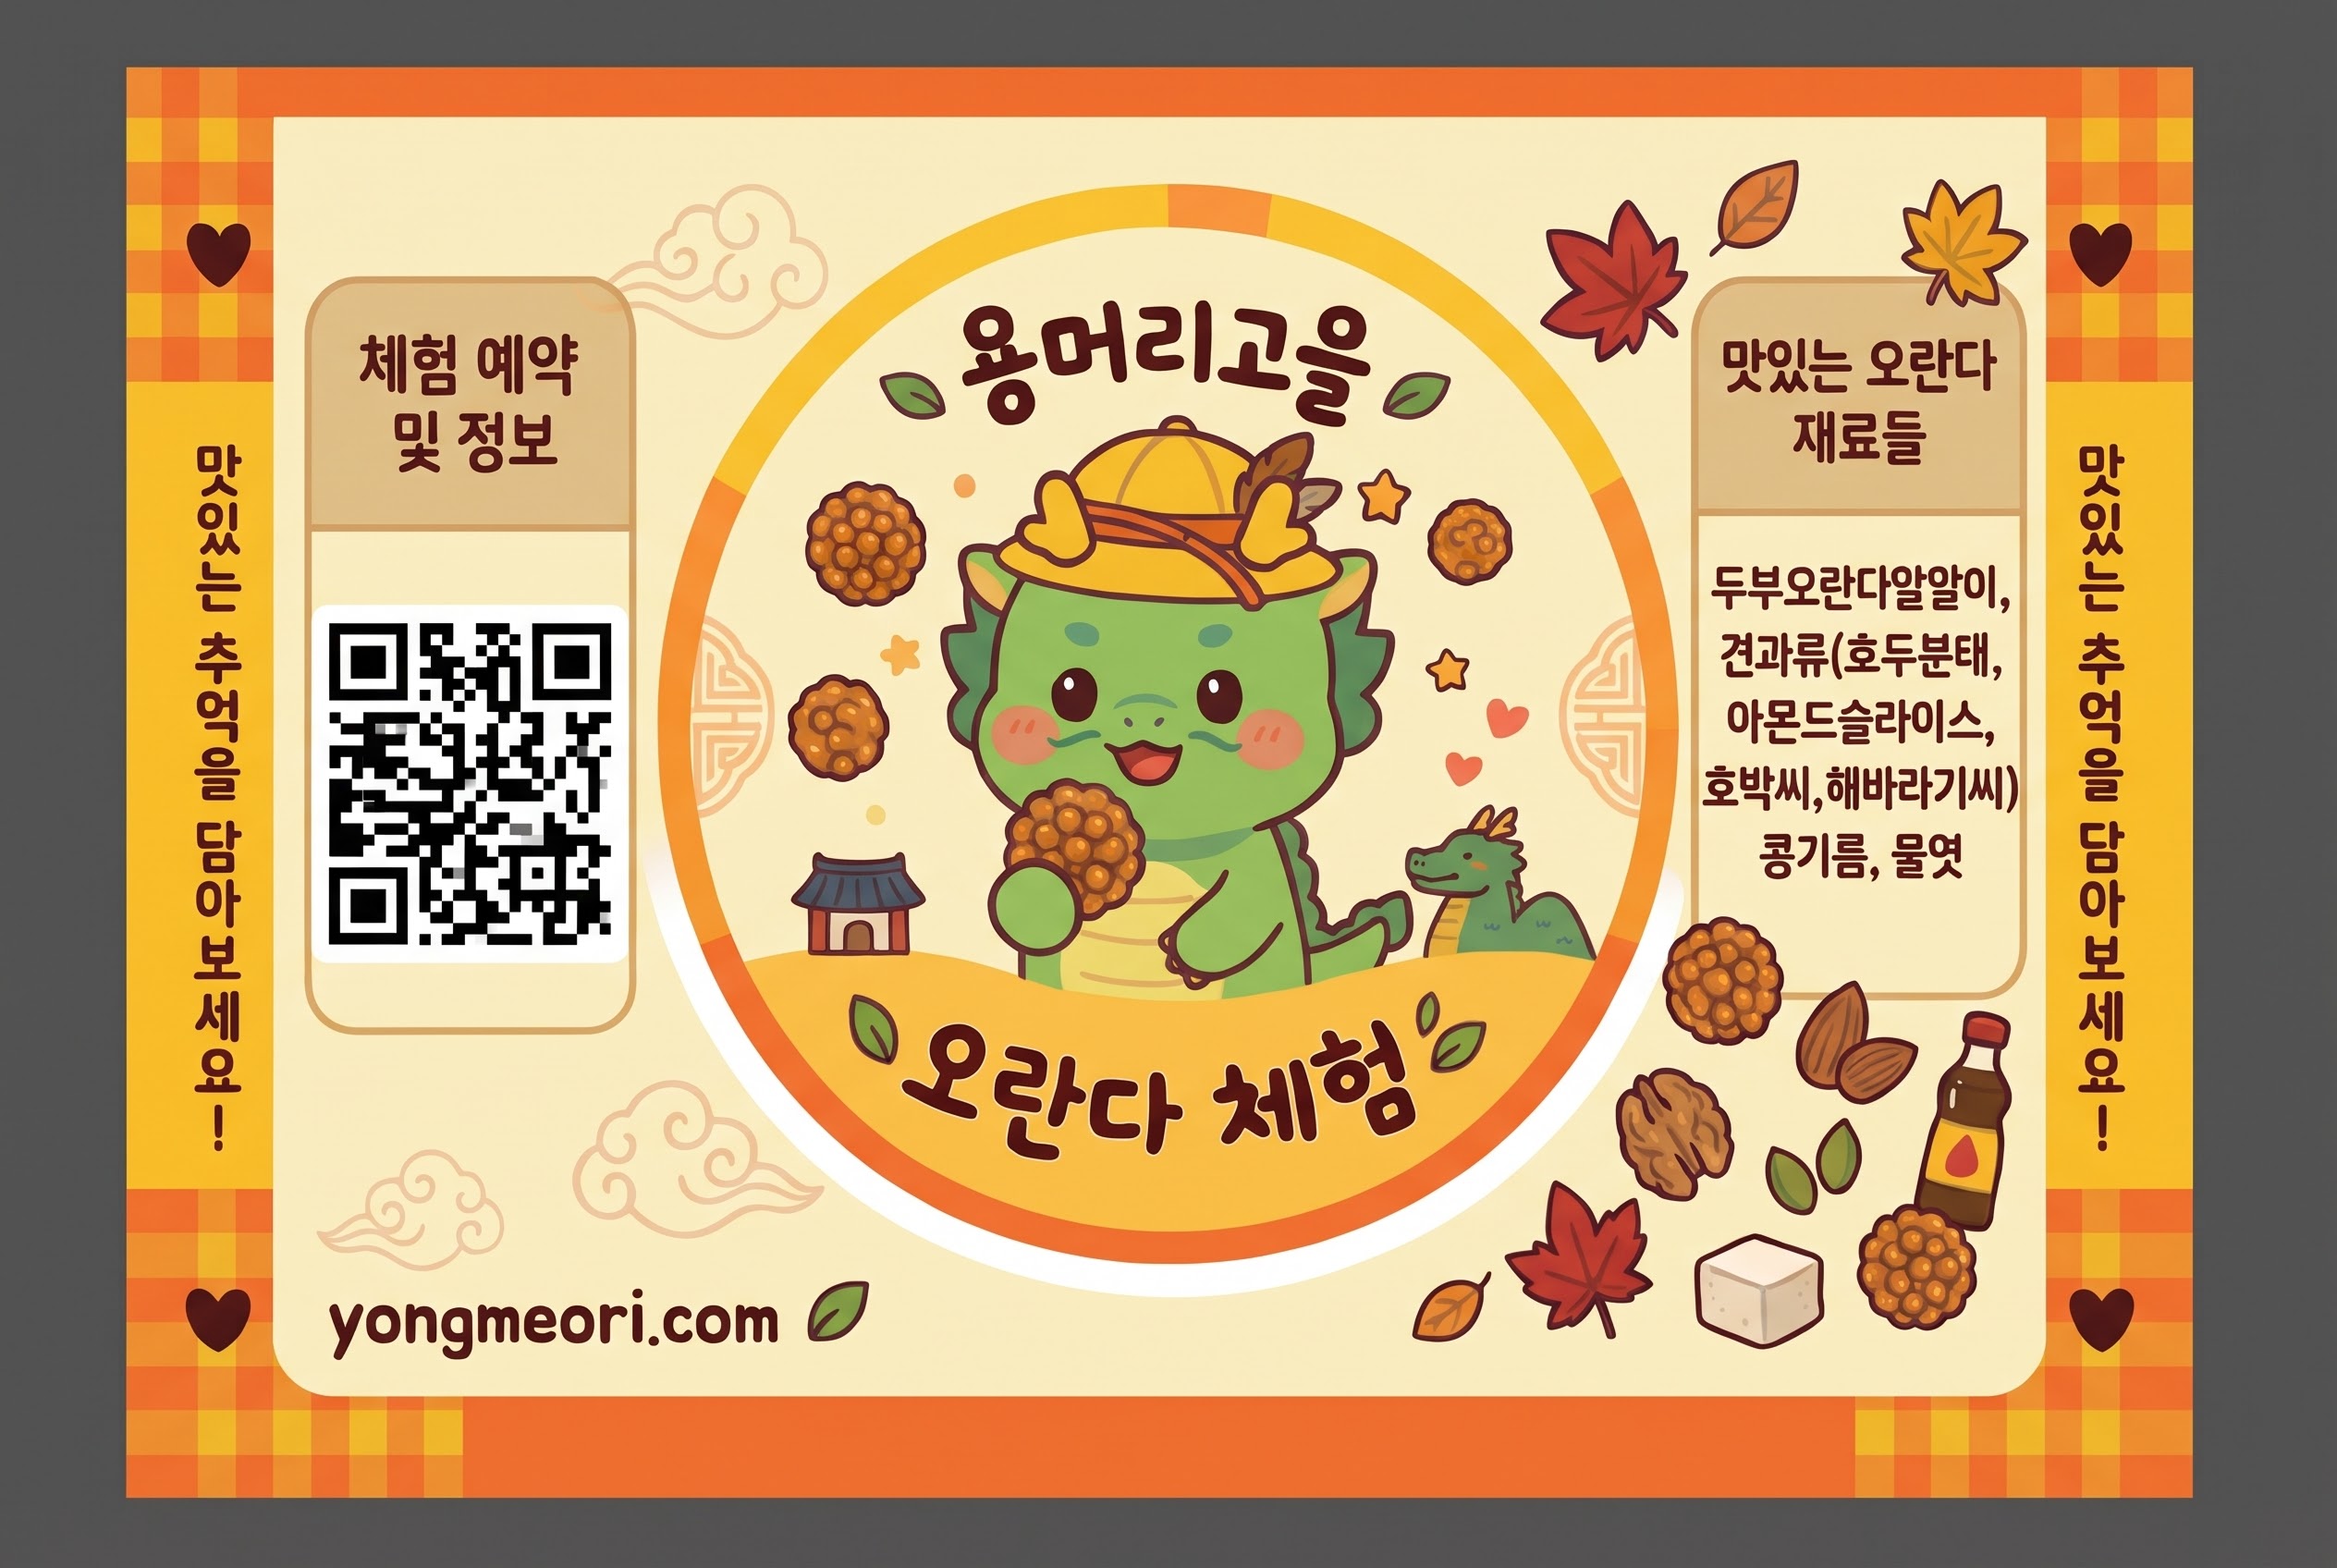 맛있는 추억을 담아보세요!
체험 예약
및 정보
yongmeori.com
용머리고을
오란다 체험
맛있는 오란다
재료들
두부오란다알알이,
견과류(호두분태,
아몬드슬라이스,
호박씨,해바라기씨)
콩기름, 물엿
맛있는 추억을 담아보세요!